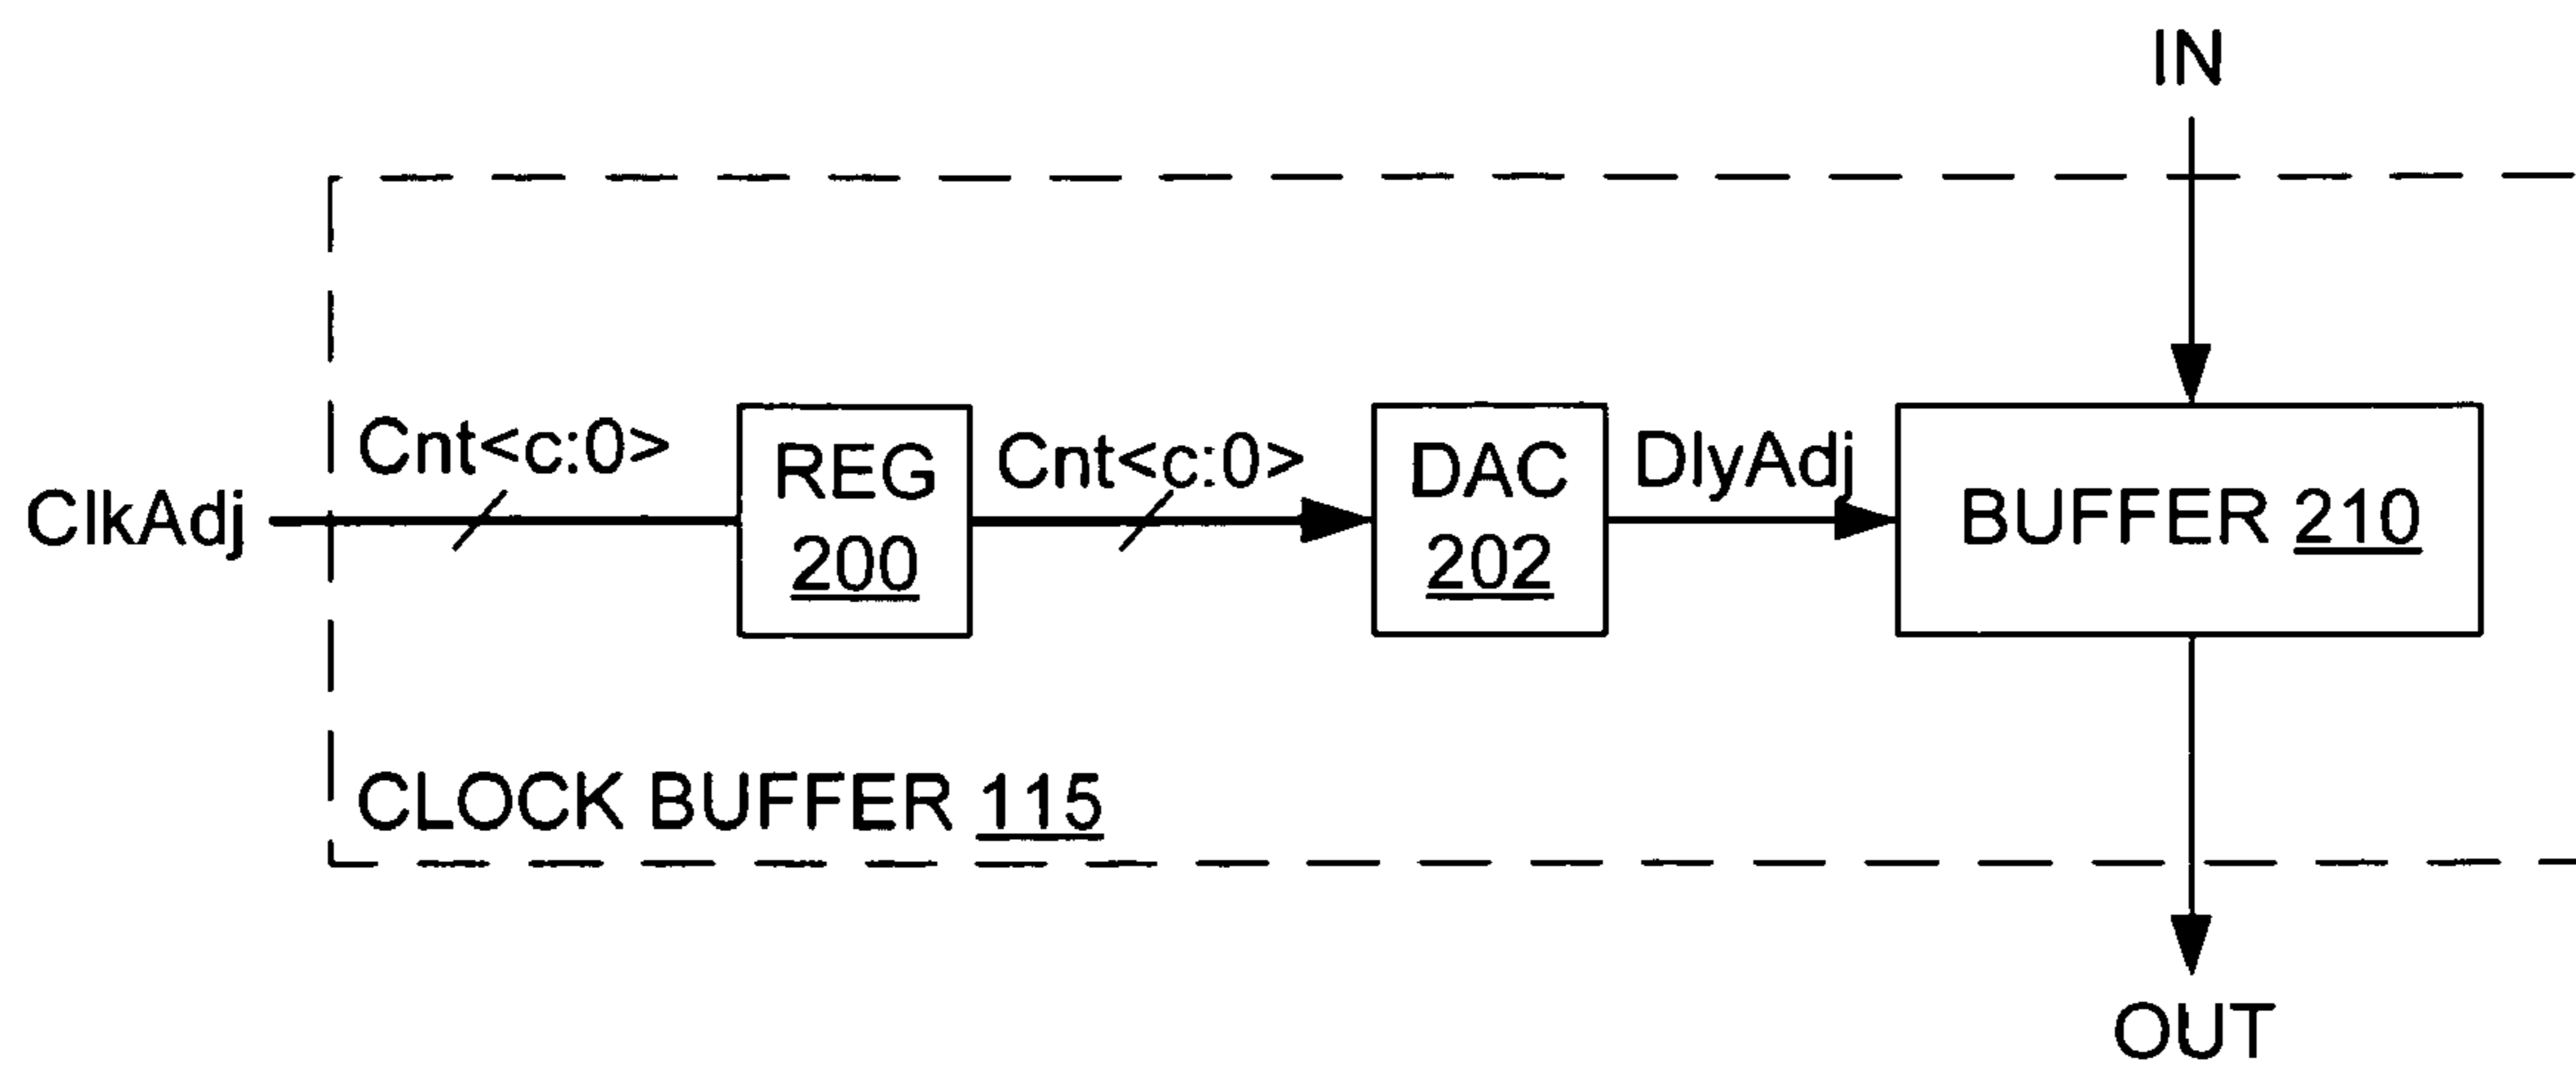 IN
Cnt<c:0>
ClkAdj
REG
200
Cnt<c:0>
DAC
202
DlyAdj
BUFFER 210
CLOCK BUFFER 115
OUT